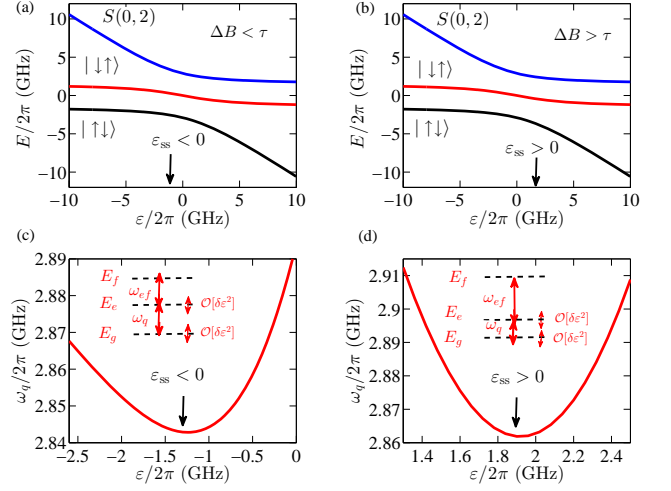 (a)
S(0, 2)
ΔB < τ
| ↓↑⟩
| ↑↓⟩
ε_ss < 0
E/2π (GHz)
10
5
0
−5
−10
−10
−5
0
5
10
ε/2π (GHz)
(b)
S(0, 2)
ΔB > τ
| ↓↑⟩
| ↑↓⟩
ε_ss > 0
E/2π (GHz)
10
5
0
−5
−10
−10
−5
0
5
10
ε/2π (GHz)
(c)
E_f
ω_ef
E_e
O[δε²]
ω_q
E_g
O[δε²]
ε_ss < 0
ω_q/2π (GHz)
2.89
2.88
2.87
2.86
2.85
2.84
−2.5
−2
−1.5
−1
−0.5
0
ε/2π (GHz)
(d)
E_f
ω_ef
E_e
O[δε²]
ω_q
E_g
O[δε²]
ε_ss > 0
ω_q/2π (GHz)
2.91
2.90
2.89
2.88
2.87
2.86
1.4
1.6
1.8
2
2.2
2.4
ε/2π (GHz)